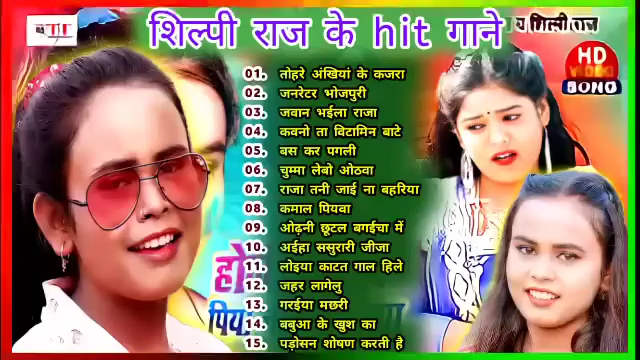 शिल्पी राज के hit गाने
य शिल्पी राज
HD
VIDEO
SONG
01. तोहरे अंखियां के कजरा
02. जनरेटर भोजपुरी
03. जवान भईला राजा
04. कवनो ता विटामिन बाटे
05. बस कर पगली
06. चुम्मा लेबो ओठवा
07. राजा तनी जाई ना बहरिया
08. कमाल पियवा
09. ओढ़नी छूटल बगईचा में
10. अईहा ससुरारी जीजा
11. लोइया काटत गाल हिले
12. जहर लागेलु
13. गरईया मछरी
14. बबुआ के खुश का
15. पड़ोसन शोषण करती है